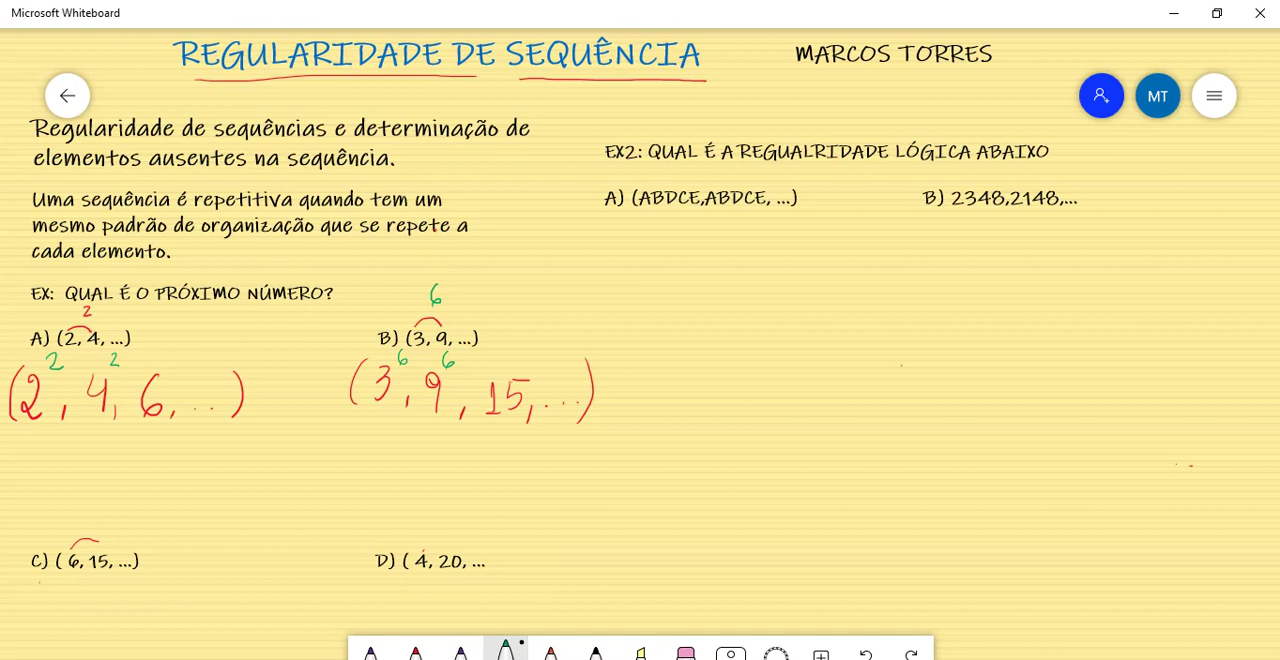 Microsoft Whiteboard
REGULARIDADE DE SEQUÊNCIA
MARCOS TORRES
MT
Regularidade de sequências e determinação de
elementos ausentes na sequência.
Uma sequência é repetitiva quando tem um
mesmo padrão de organização que se repete a
cada elemento.
EX: QUAL É O PRÓXIMO NÚMERO?
2
A) (2, 4, ...)
2 2
(2, 4, 6, ...)
6
B) (3, 9, ...)
6 6
(3, 9, 15, ...)
C) ( 6, 15, ...)
D) ( 4, 20, ...
EX2: QUAL É A REGUALRIDADE LÓGICA ABAIXO
A) (ABDCE,ABDCE, ...)
B) 2348,2148,...